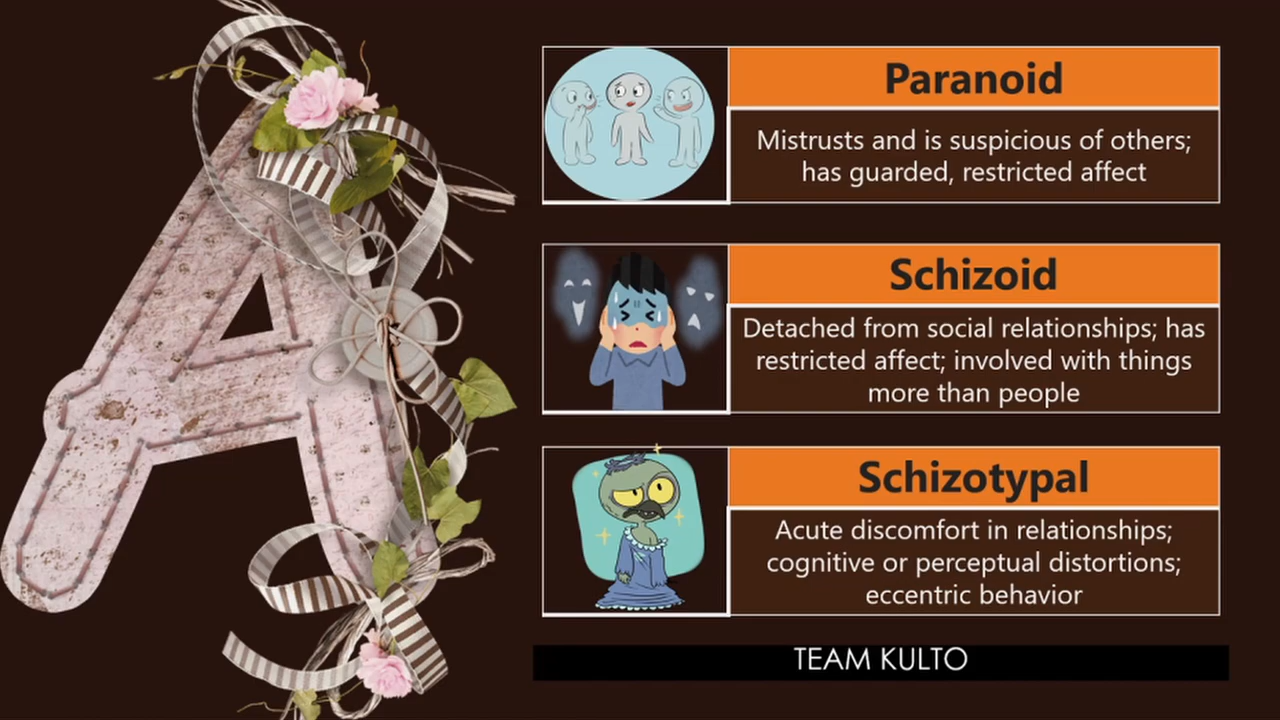 A
Paranoid
Mistrusts and is suspicious of others;
has guarded, restricted affect
Schizoid
Detached from social relationships; has
restricted affect; involved with things
more than people
Schizotypal
Acute discomfort in relationships;
cognitive or perceptual distortions;
eccentric behavior
TEAM KULTO